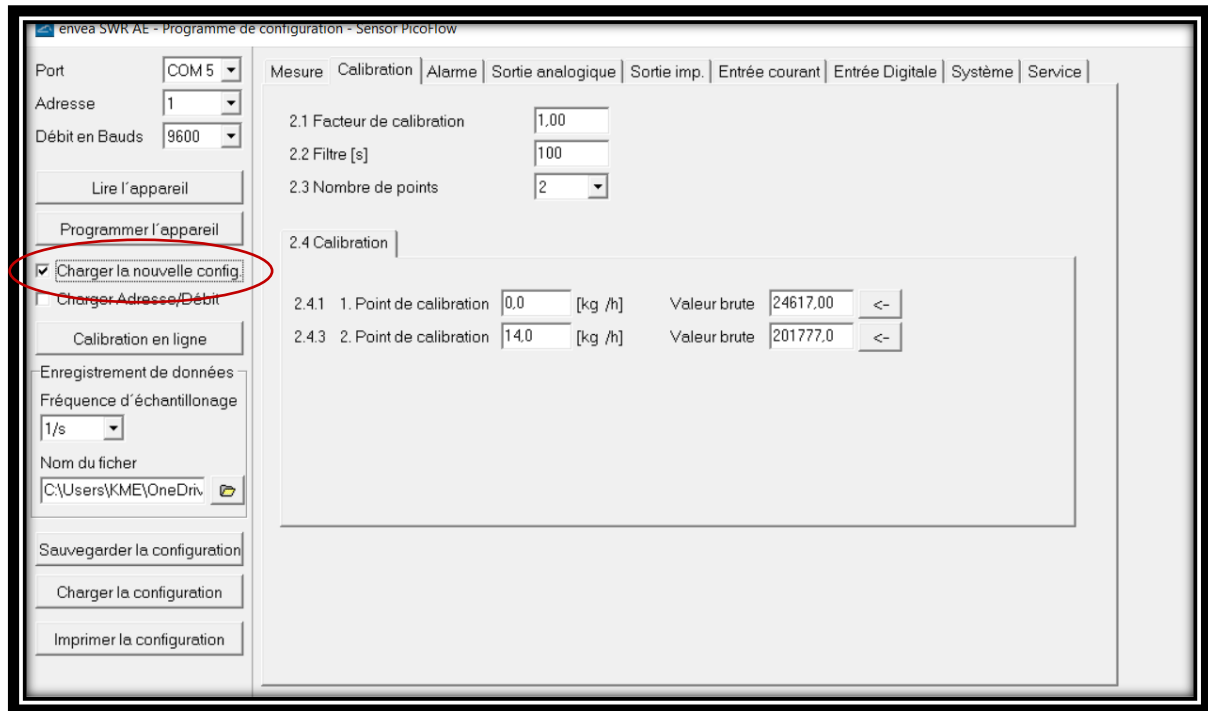 envea SWR AE - Programme de configuration - Sensor PicoFlow
Port COM 5
Adresse 1
Débit en Bauds 9600
Lire l´appareil
Programmer l´appareil
Charger la nouvelle config.
Charger Adresse/Débit
Calibration en ligne
Enregistrement de données
Fréquence d´échantillonage
1/s
Nom du ficher
C:\Users\KME\OneDriv
Sauvegarder la configuration
Charger la configuration
Imprimer la configuration
Mesure Calibration Alarme Sortie analogique Sortie imp. Entrée courant Entrée Digitale Système Service
2.1 Facteur de calibration 1,00
2.2 Filtre [s] 100
2.3 Nombre de points 2
2.4 Calibration
2.4.1 1. Point de calibration 0,0 [kg /h] Valeur brute 24617,00 <-
2.4.3 2. Point de calibration 14,0 [kg /h] Valeur brute 201777,0 <-